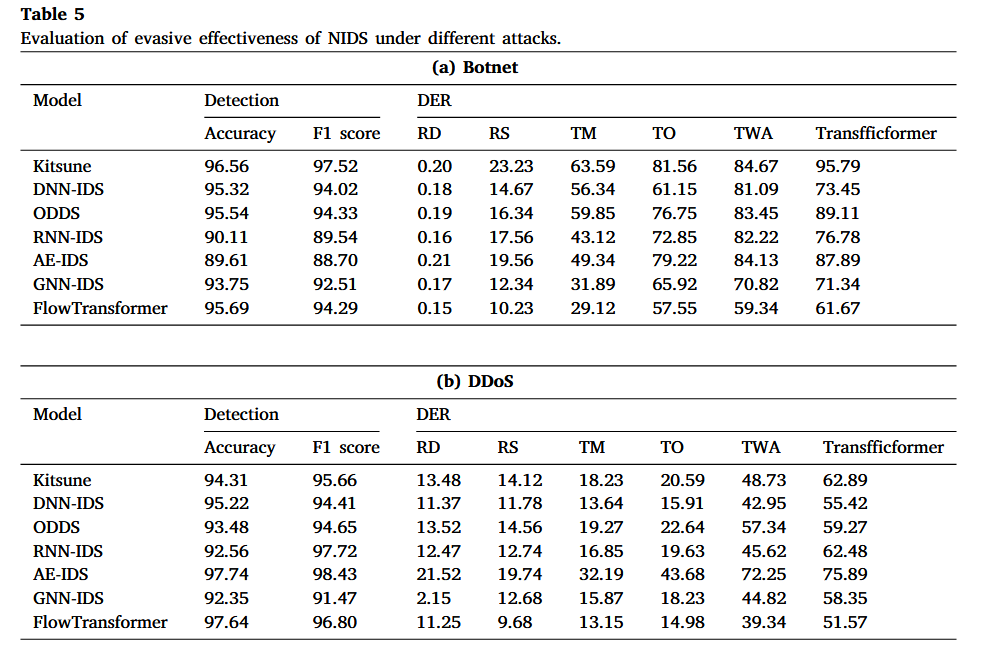 Table 5
Evaluation of evasive effectiveness of NIDS under different attacks.
(a) Botnet
Model Detection DER
Accuracy F1 score RD RS TM TO TWA Transfficformer
Kitsune 96.56 97.52 0.20 23.23 63.59 81.56 84.67 95.79
DNN-IDS 95.32 94.02 0.18 14.67 56.34 61.15 81.09 73.45
ODDS 95.54 94.33 0.19 16.34 59.85 76.75 83.45 89.11
RNN-IDS 90.11 89.54 0.16 17.56 43.12 72.85 82.22 76.78
AE-IDS 89.61 88.70 0.21 19.56 49.34 79.22 84.13 87.89
GNN-IDS 93.75 92.51 0.17 12.34 31.89 65.92 70.82 71.34
FlowTransformer 95.69 94.29 0.15 10.23 29.12 57.55 59.34 61.67
(b) DDoS
Model Detection DER
Accuracy F1 score RD RS TM TO TWA Transfficformer
Kitsune 94.31 95.66 13.48 14.12 18.23 20.59 48.73 62.89
DNN-IDS 95.22 94.41 11.37 11.78 13.64 15.91 42.95 55.42
ODDS 93.48 94.65 13.52 14.56 19.27 22.64 57.34 59.27
RNN-IDS 92.56 97.72 12.47 12.74 16.85 19.63 45.62 62.48
AE-IDS 97.74 98.43 21.52 19.74 32.19 43.68 72.25 75.89
GNN-IDS 92.35 91.47 2.15 12.68 15.87 18.23 44.82 58.35
FlowTransformer 97.64 96.80 11.25 9.68 13.15 14.98 39.34 51.57